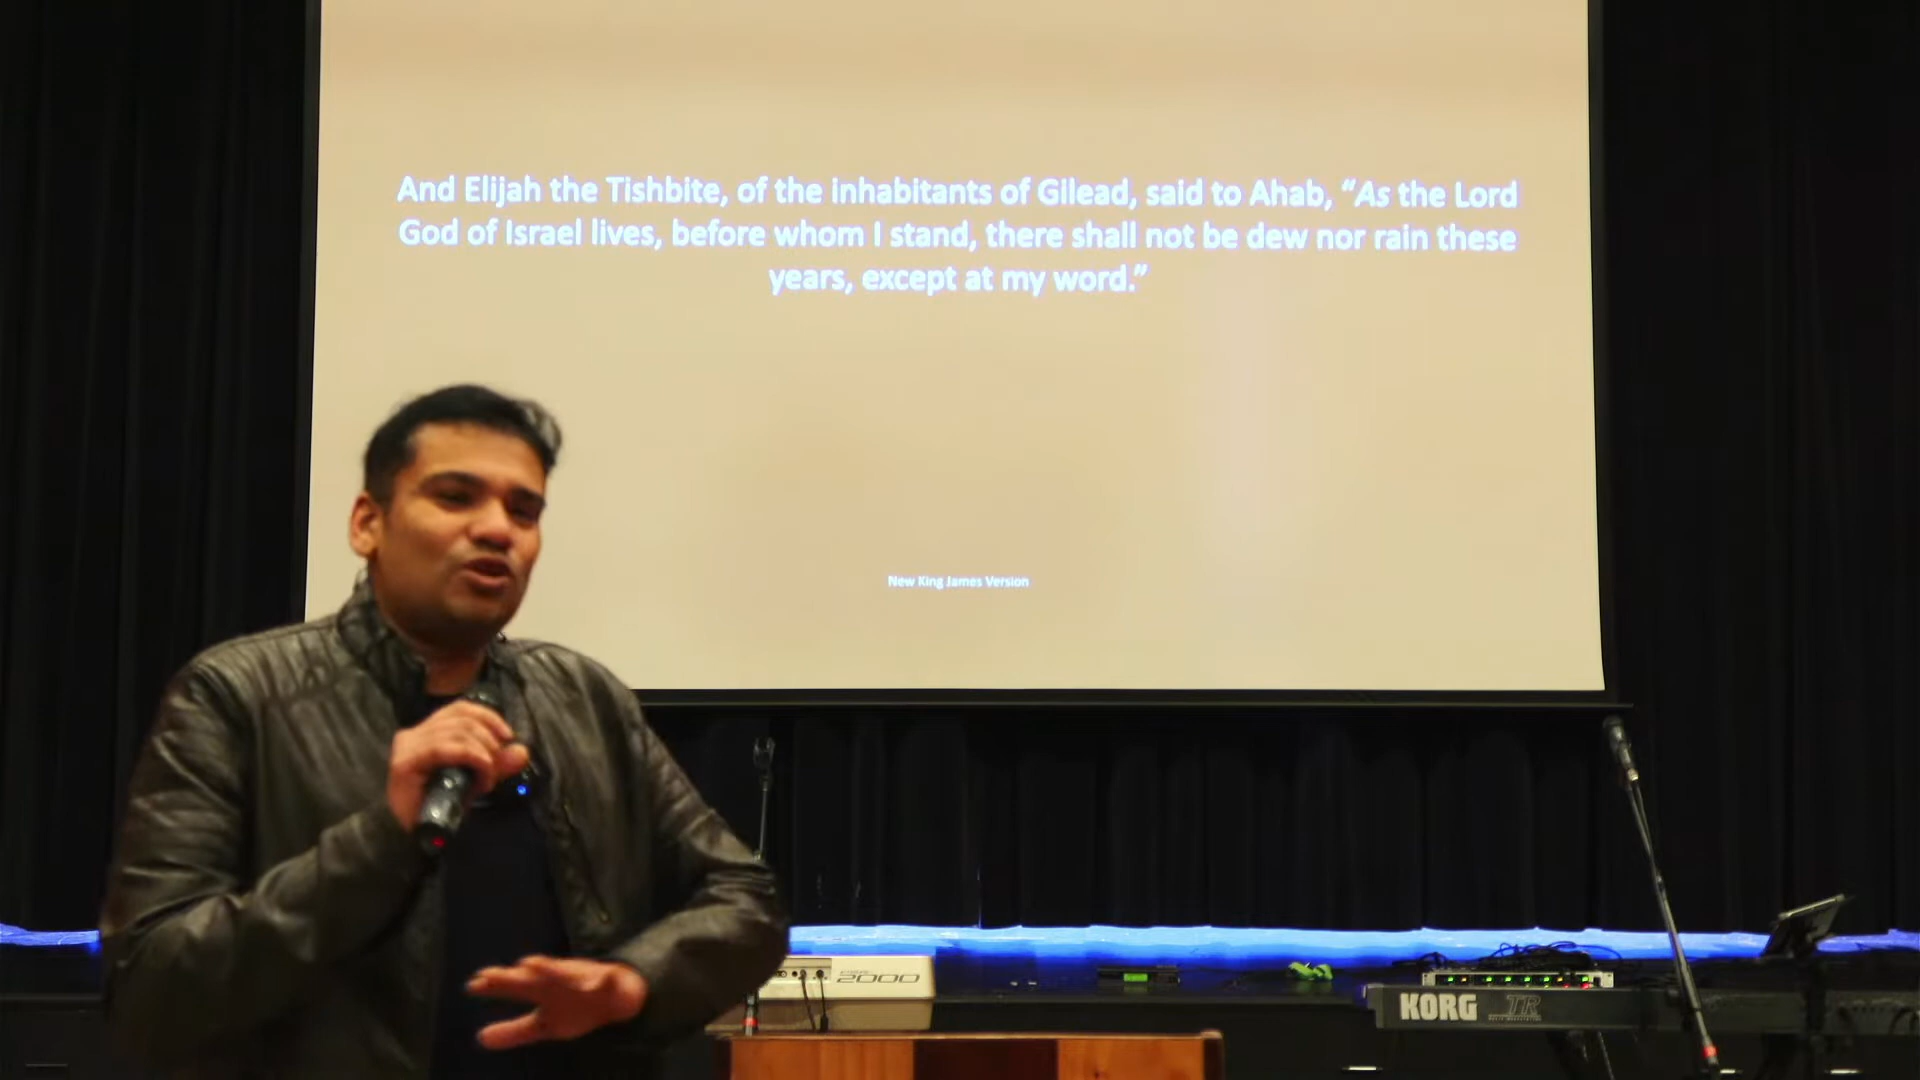 And Elijah the Tishbite, of the inhabitants of Gilead, said to Ahab, “As the Lord
God of Israel lives, before whom I stand, there shall not be dew nor rain these
years, except at my word.”
New King James Version
2000
KORG TR